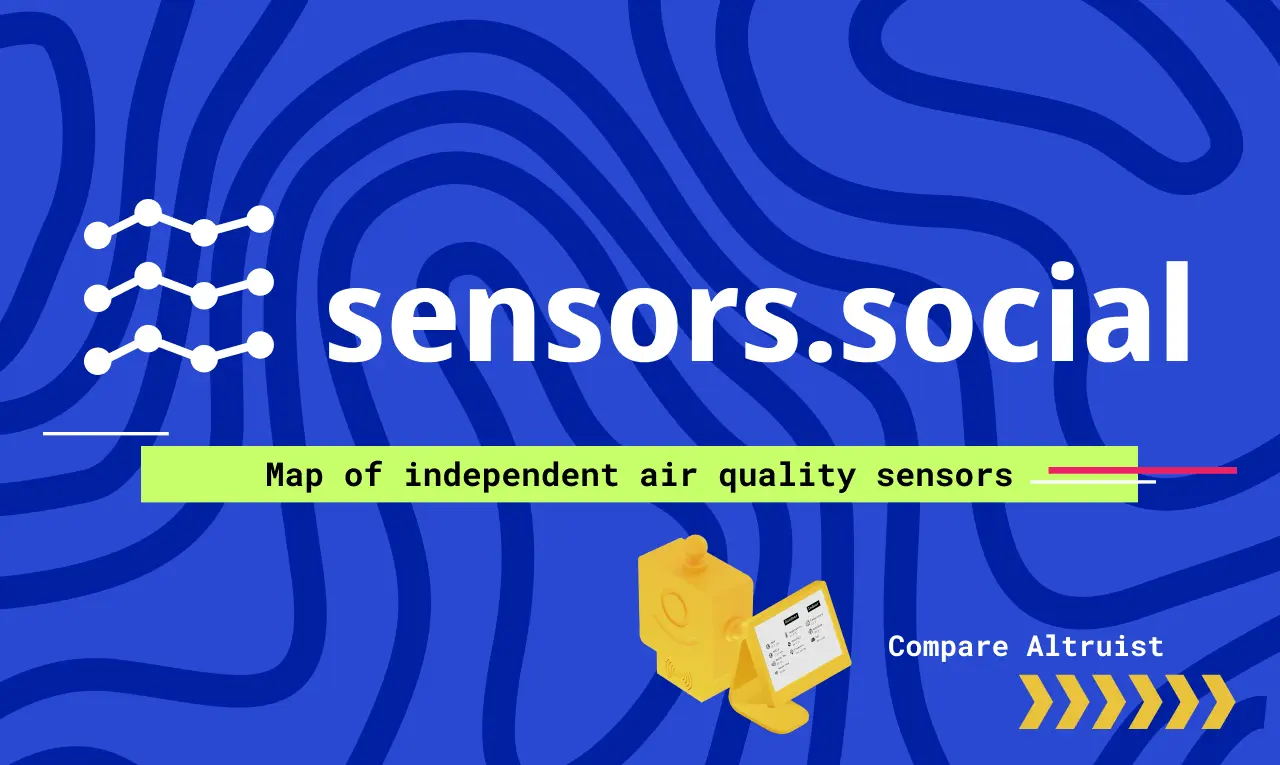 sensors.social
Map of independent air quality sensors
Compare Altruist